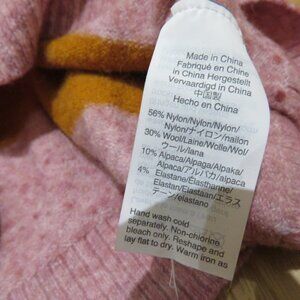 Made in China
Fabriqué en Chine
in China Hergestellt
Vervaardigd in China
中国製
Hecho en China
56% Nylon/Nylon/Nylon/
Nylon/ナイロン/nailon
30% Wool/Laine/Wolle/Wol/
ウール/lana
10% Alpaca/Alpaga/Alpaka/
Alpaca/アルパカ/alpaca
4% Elastane/Élasthanne/
Elastan/Elastaan/エラス
テーン/elastano
Hand wash cold
separately. Non-chlorine
bleach only. Reshape and
lay flat to dry. Warm iron as